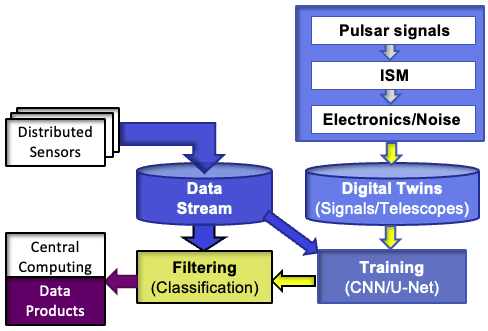 Pulsar signals
ISM
Electronics/Noise
Distributed
Sensors
Data
Stream
Digital Twins
(Signals/Telescopes)
Central
Computing
Data
Products
Filtering
(Classification)
Training
(CNN/U-Net)